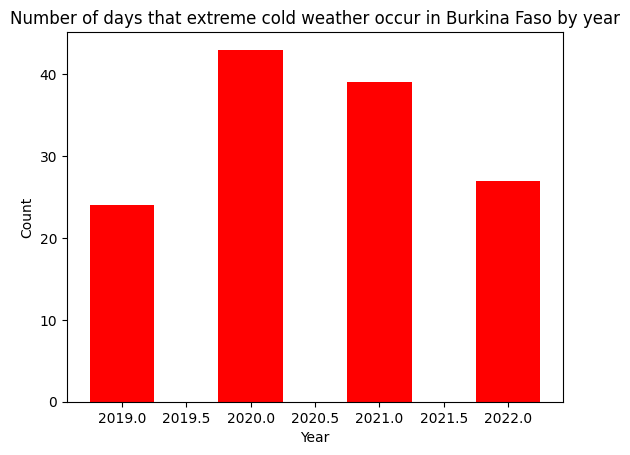 Number of days that extreme cold weather occur in Burkina Faso by year
40
30
20
10
0
Count
2019.0 2019.5 2020.0 2020.5 2021.0 2021.5 2022.0
Year